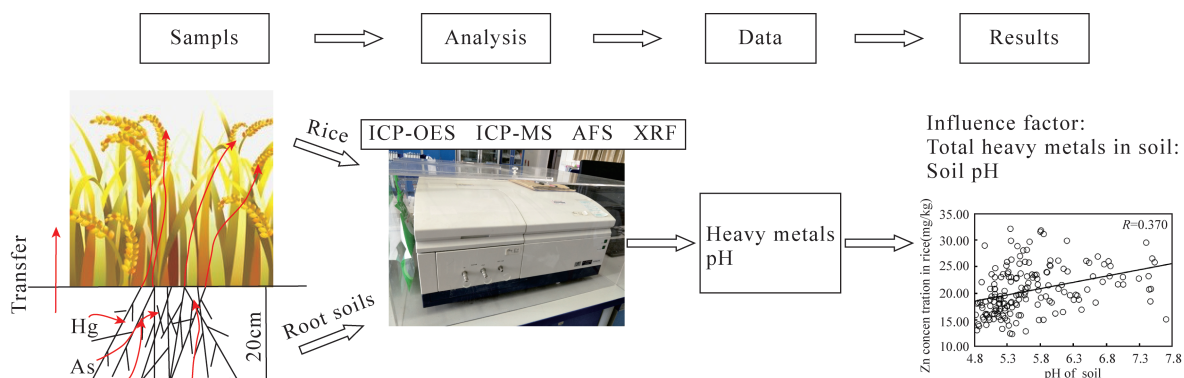 Sampls
Analysis
Data
Results
Rice
ICP-OES ICP-MS AFS XRF
Influence factor:
Total heavy metals in soil:
Soil pH
Transfer
Hg
As
20cm
Root soils
Heavy metals
pH
Zn concen tration in rice(mg/kg)
35.00
30.00
25.00
20.00
15.00
10.00
R=0.370
4.8 5.3 5.8 6.3 6.8 7.3 7.8
pH of soil